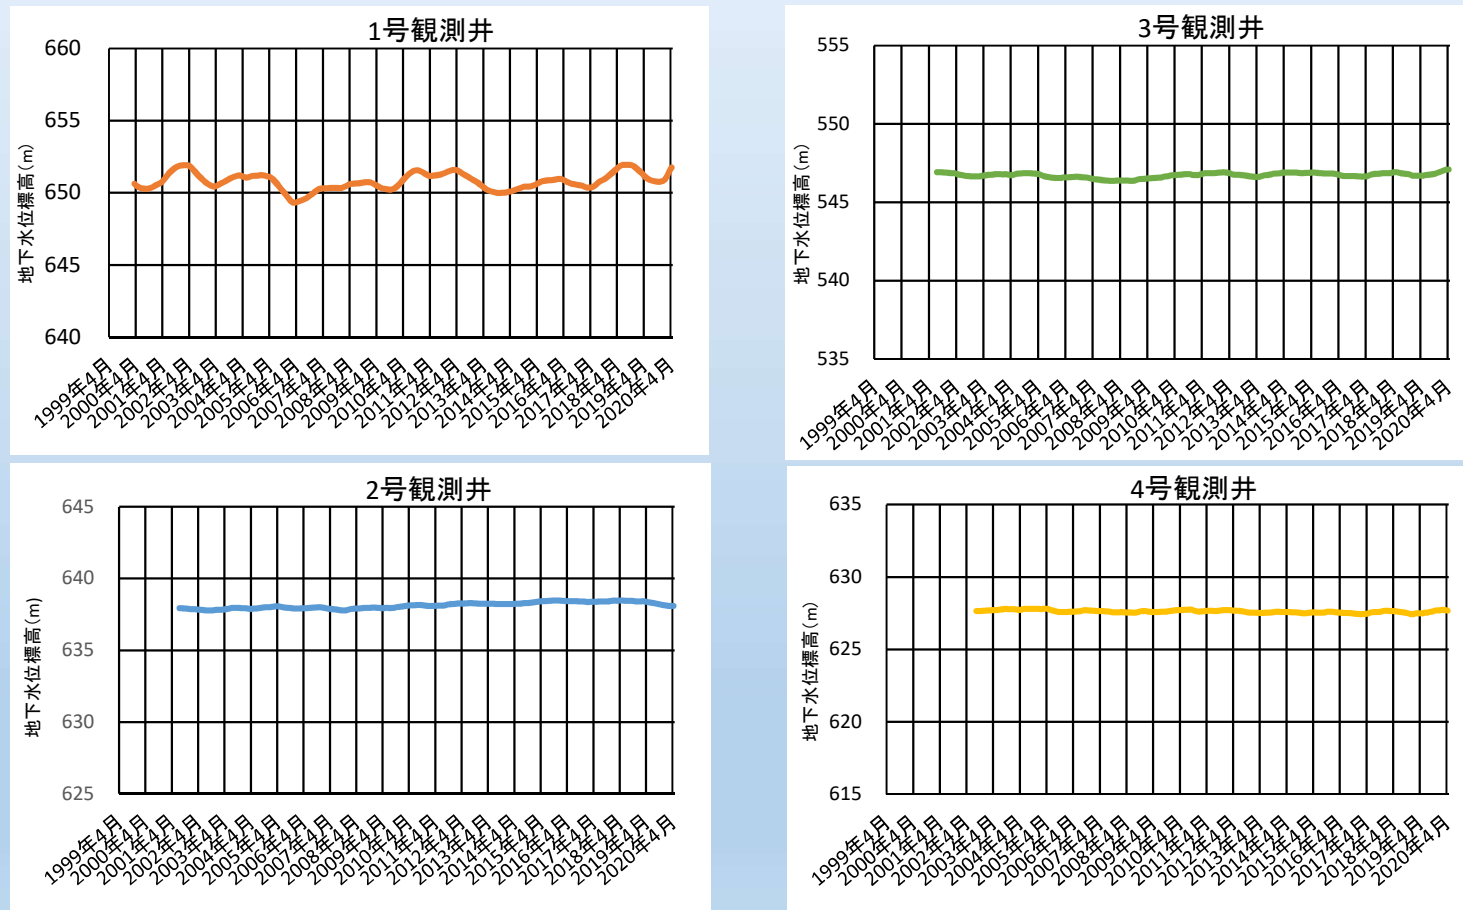 1号観測井
660
655
650
645
640
地下水位標高(m)
1999年4月
2000年4月
2001年4月
2002年4月
2003年4月
2004年4月
2005年4月
2006年4月
2007年4月
2008年4月
2009年4月
2010年4月
2011年4月
2012年4月
2013年4月
2014年4月
2015年4月
2016年4月
2017年4月
2018年4月
2019年4月
2020年4月
3号観測井
555
550
545
540
535
地下水位標高(m)
1999年4月
2000年4月
2001年4月
2002年4月
2003年4月
2004年4月
2005年4月
2006年4月
2007年4月
2008年4月
2009年4月
2010年4月
2011年4月
2012年4月
2013年4月
2014年4月
2015年4月
2016年4月
2017年4月
2018年4月
2019年4月
2020年4月
2号観測井
645
640
635
630
625
地下水位標高(m)
1999年4月
2000年4月
2001年4月
2002年4月
2003年4月
2004年4月
2005年4月
2006年4月
2007年4月
2008年4月
2009年4月
2010年4月
2011年4月
2012年4月
2013年4月
2014年4月
2015年4月
2016年4月
2017年4月
2018年4月
2019年4月
2020年4月
4号観測井
635
630
625
620
615
地下水位標高(m)
1999年4月
2000年4月
2001年4月
2002年4月
2003年4月
2004年4月
2005年4月
2006年4月
2007年4月
2008年4月
2009年4月
2010年4月
2011年4月
2012年4月
2013年4月
2014年4月
2015年4月
2016年4月
2017年4月
2018年4月
2019年4月
2020年4月